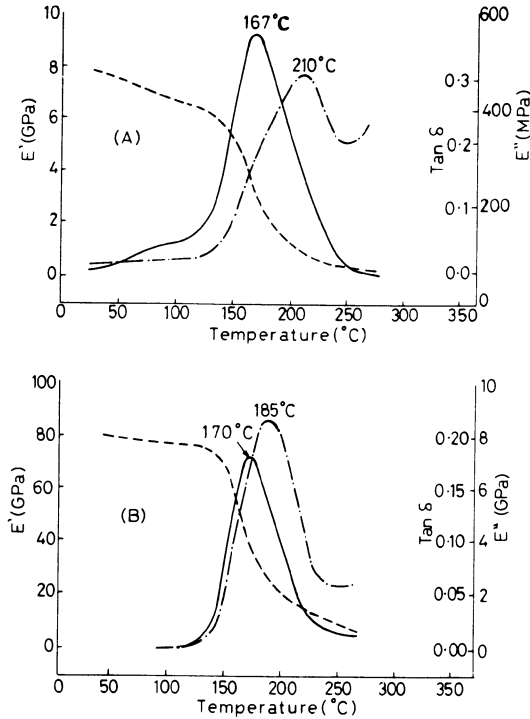 10
8
6
4
2
0
E' (GPa)
(A)
167°C
210°C
600
400
200
0
E" (MPa)
0·3
0·2
0·1
0·0
Tan δ
0 50 100 150 200 250 300 350
Temperature (°C)
100
80
60
40
20
0
E' (GPa)
(B)
170°C
185°C
10
8
6
4
2
0
E" (GPa)
0·20
0·15
0·10
0·05
0·00
Tan δ
0 50 100 150 200 250 300 350
Temperature (°C)